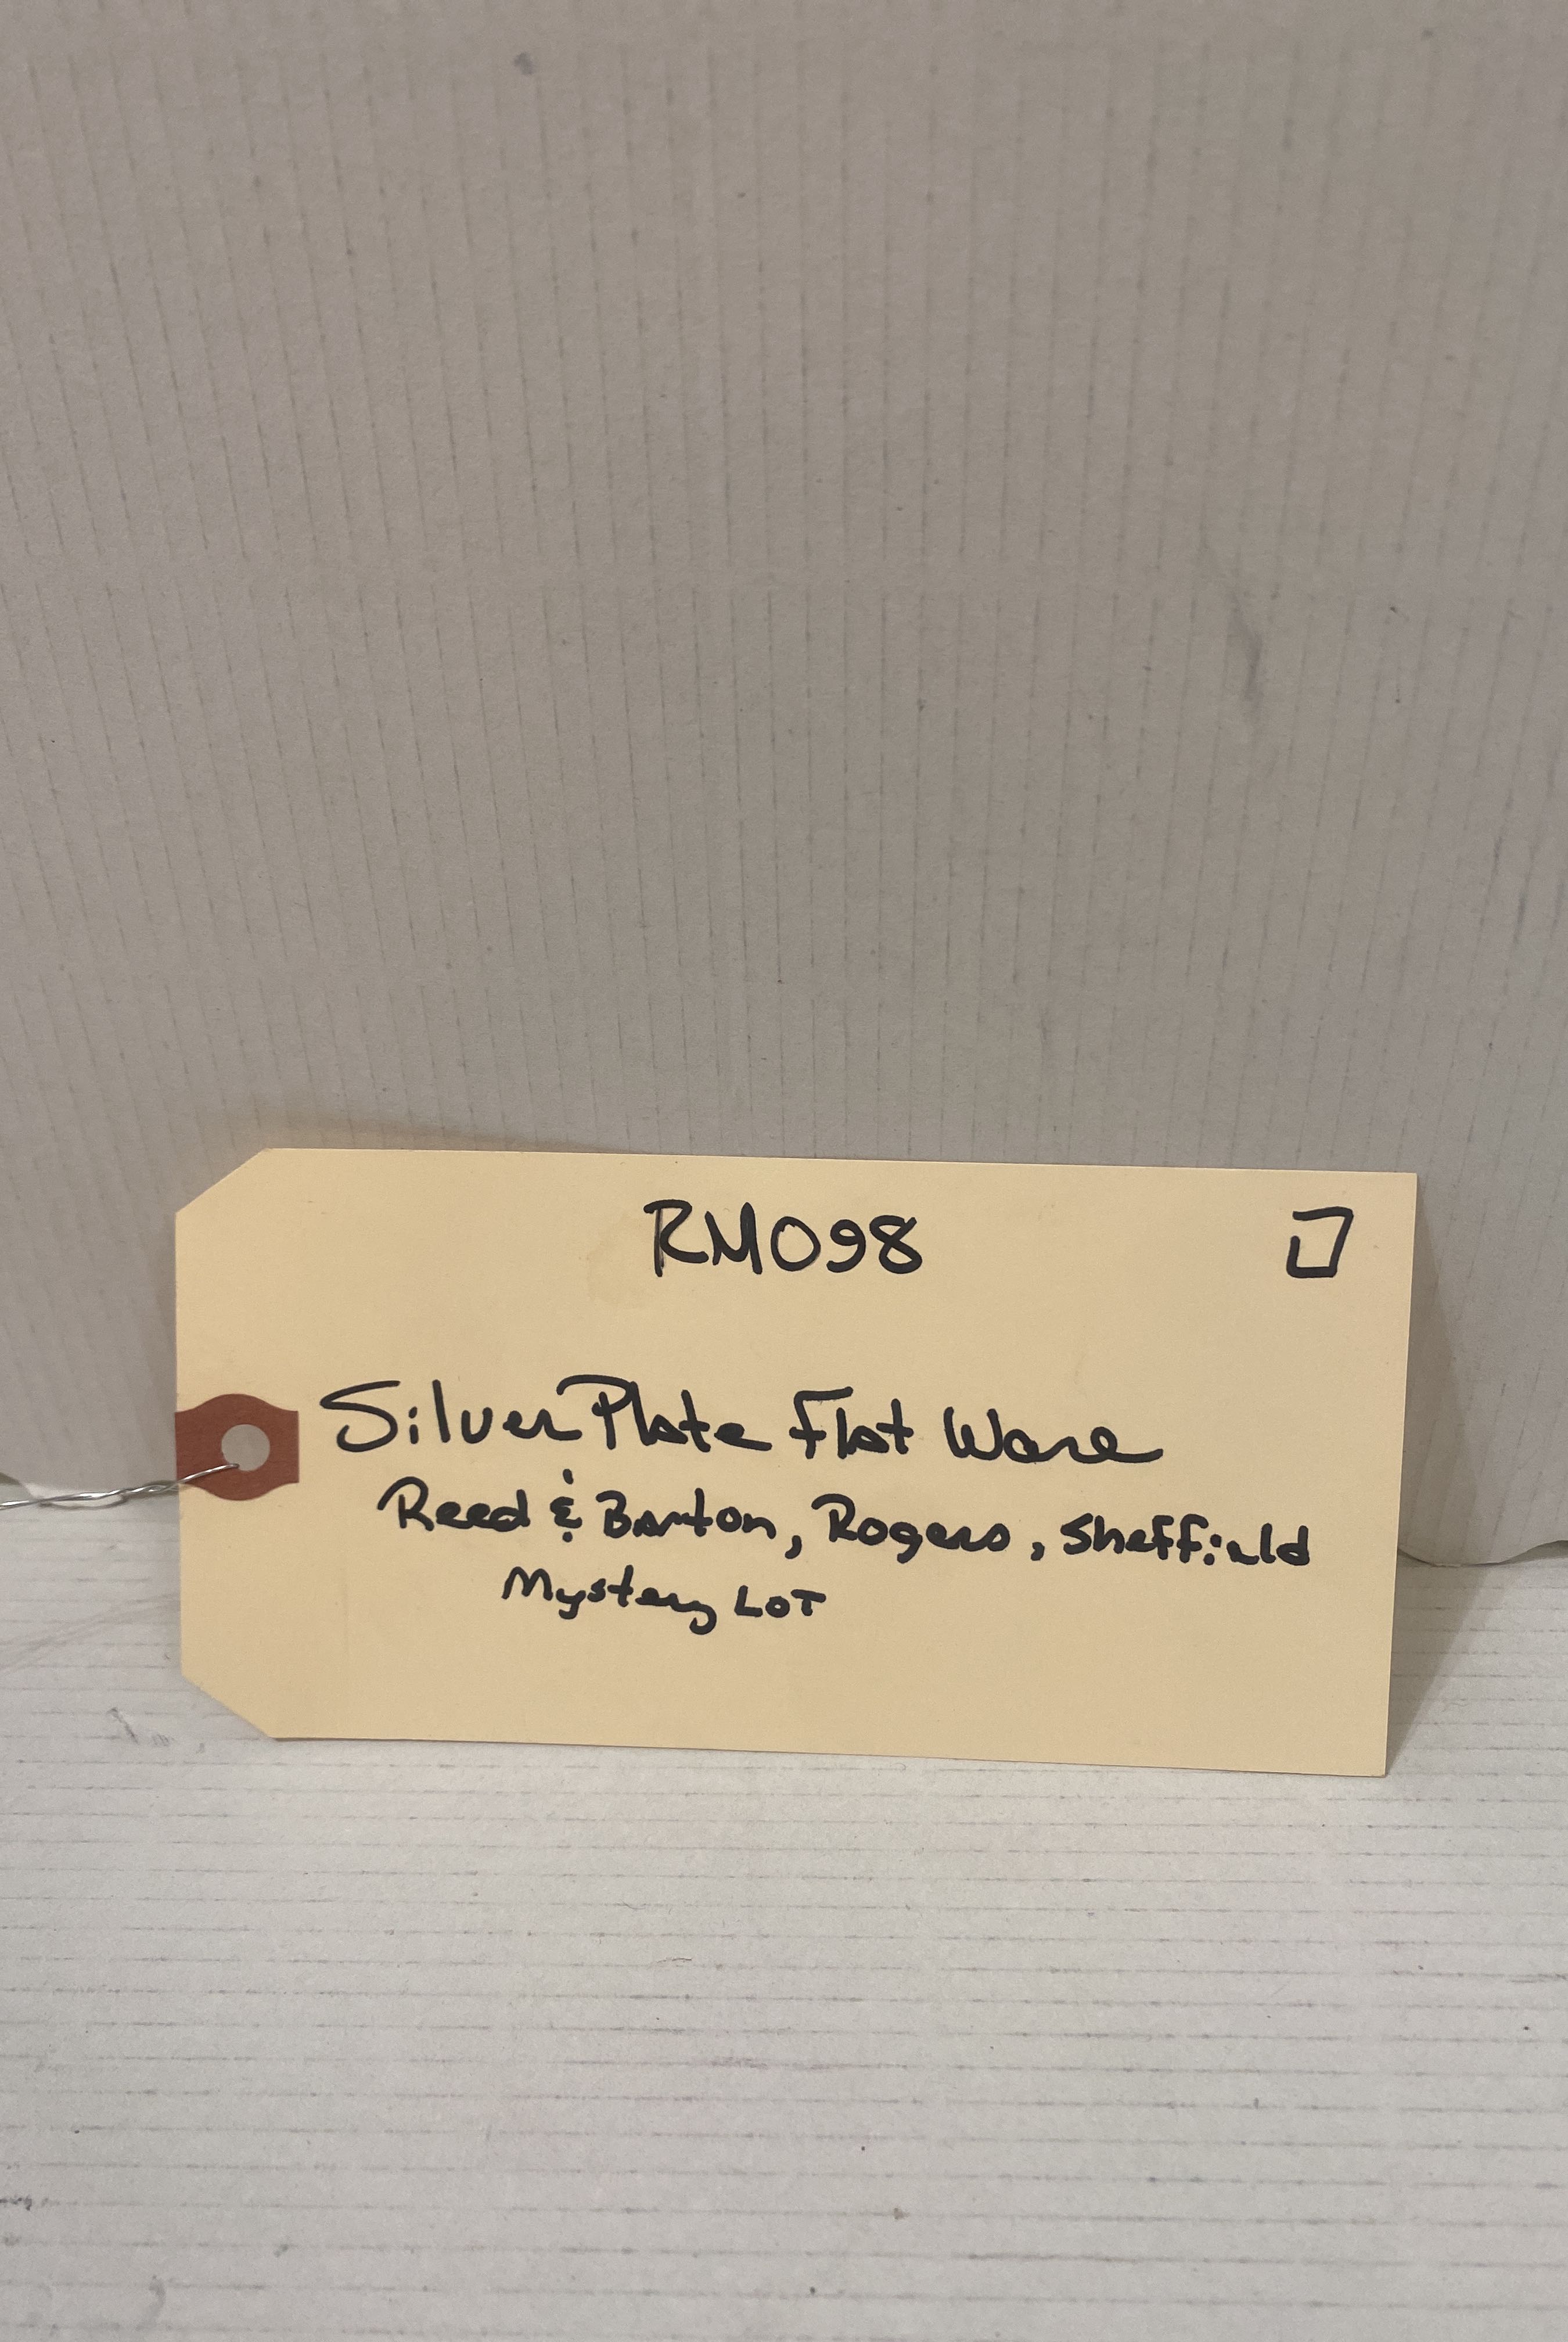 RM098
Silver Plate Flat Ware
Reed & Barton, Rogers, Sheffield
Mystery LOT